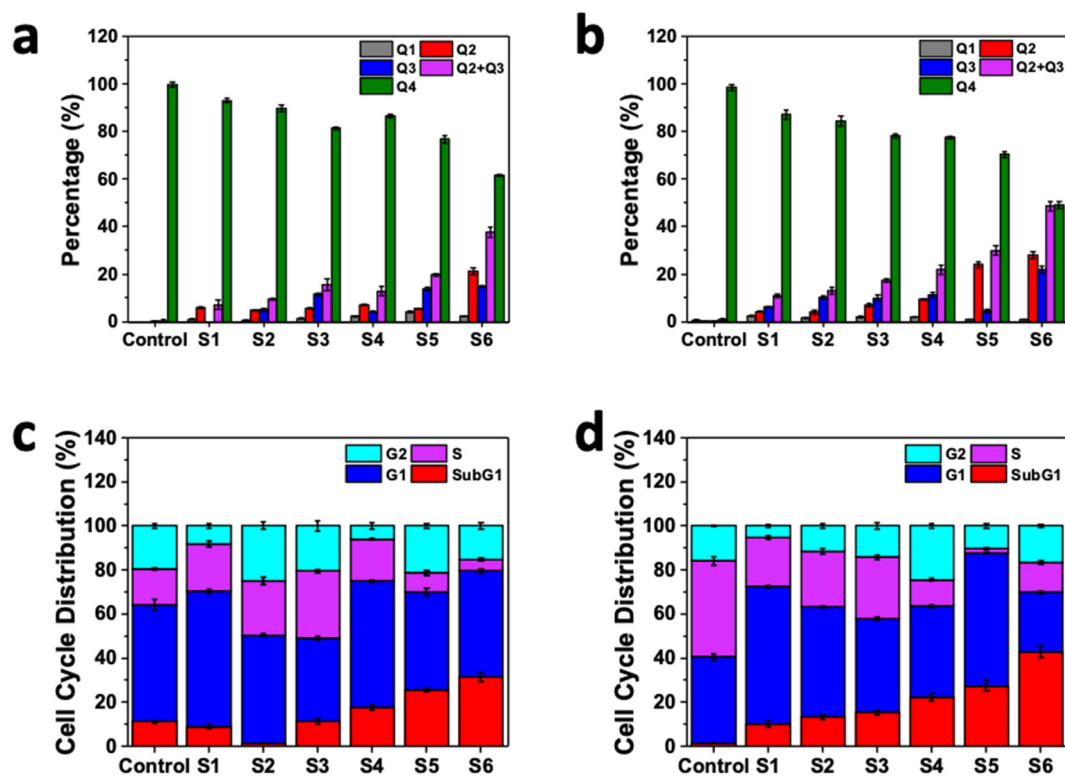 a
Percentage (%)
120
100
80
60
40
20
0
Q1 Q2
Q3 Q2+Q3
Q4
Control S1 S2 S3 S4 S5 S6
b
Percentage (%)
120
100
80
60
40
20
0
Q1 Q2
Q3 Q2+Q3
Q4
Control S1 S2 S3 S4 S5 S6
c
Cell Cycle Distribution (%)
140
120
100
80
60
40
20
0
G2 S
G1 SubG1
Control S1 S2 S3 S4 S5 S6
d
Cell Cycle Distribution (%)
140
120
100
80
60
40
20
0
G2 S
G1 SubG1
Control S1 S2 S3 S4 S5 S6